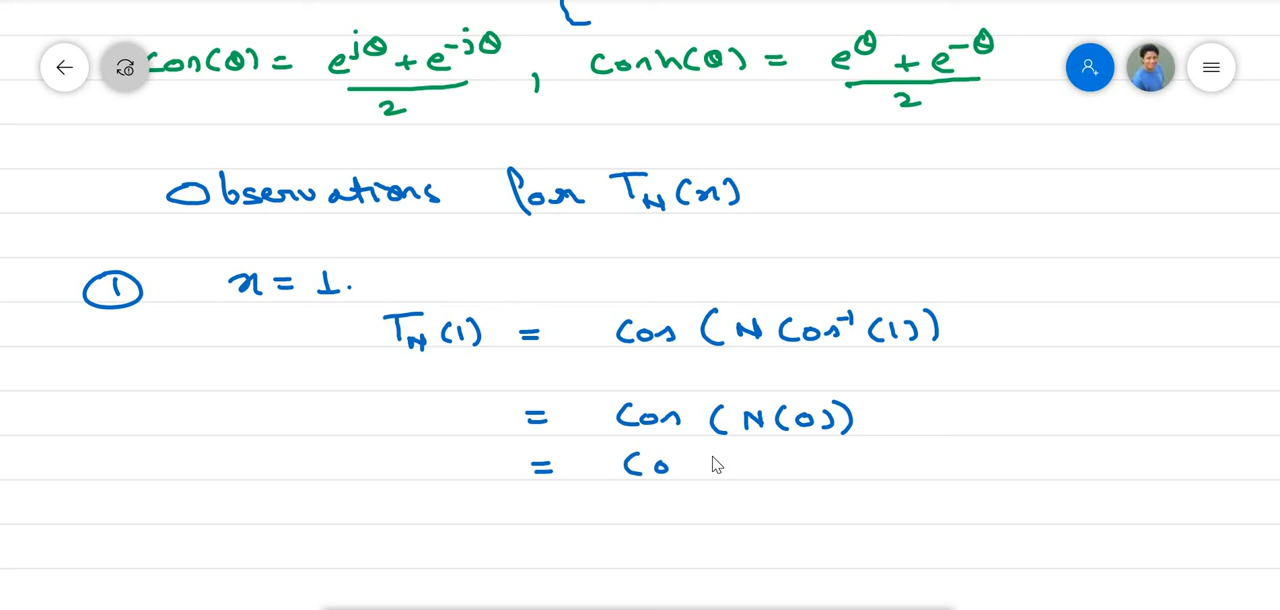 cos(θ) = (e^{jθ} + e^{-jθ})/2 , cosh(θ) = (e^{θ} + e^{-θ})/2
Observations for T_N(x)
① x = 1.
T_N(1) = Cos (N Cos^{-1}(1))
= Cos (N(0))
= Co